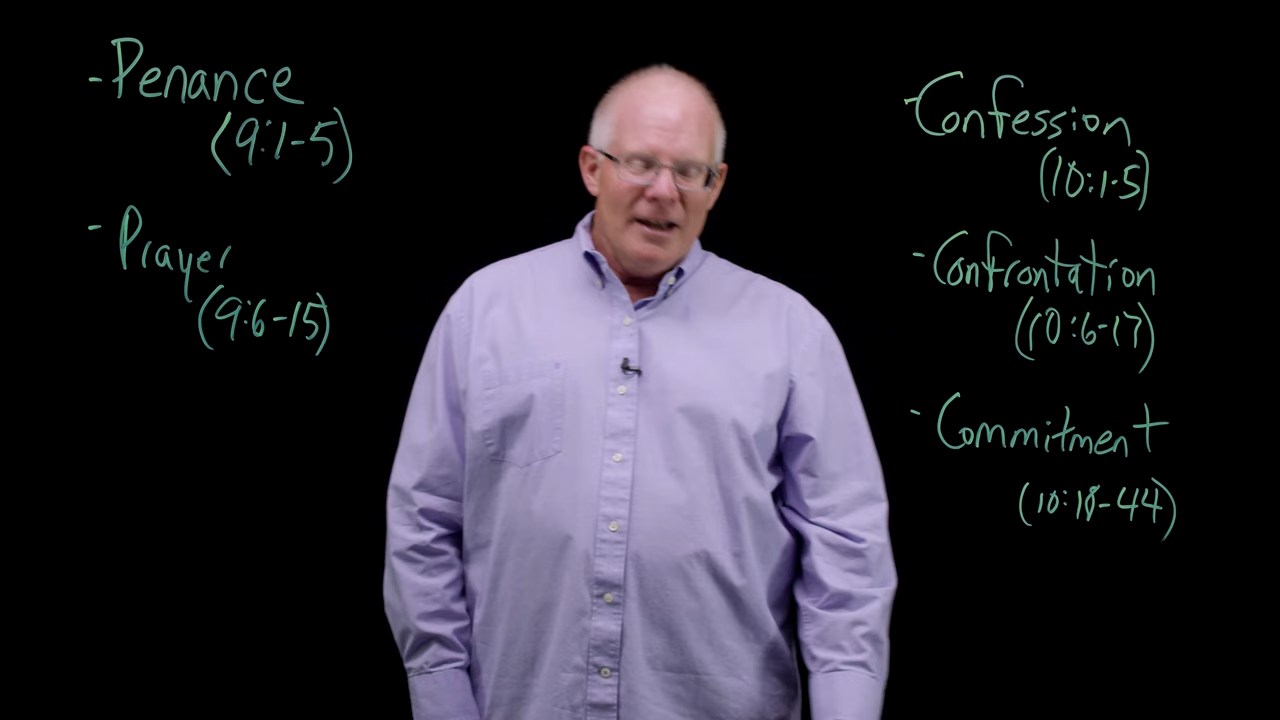 - Penance
(9:1-5)
- Prayer
(9:6-15)
- Confession
(10:1-5)
- Confrontation
(10:6-17)
- Commitment
(10:18-44)